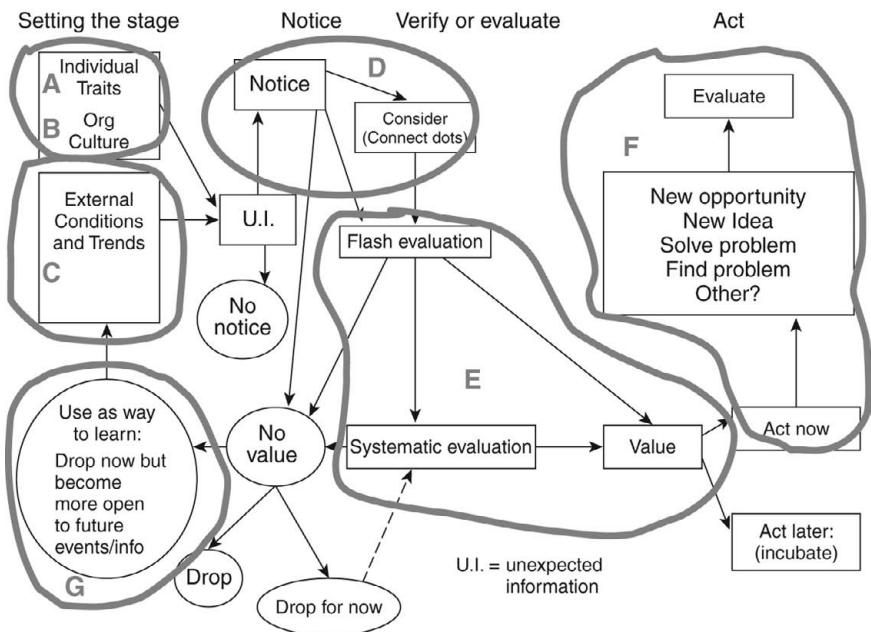 Setting the stage
Notice
Verify or evaluate
Act
A
Individual
Traits
B
Org
Culture
Notice
D
Consider
(Connect dots)
Evaluate
F
External
Conditions
and Trends
C
U.I.
No
notice
Flash evaluation
New opportunity
New Idea
Solve problem
Find problem
Other?
E
Use as way
to learn:
Drop now but
become
more open
to future
events/info
G
No
value
Systematic evaluation
Value
Act now
Drop
Drop for now
U.I. = unexpected
information
Act later:
(incubate)